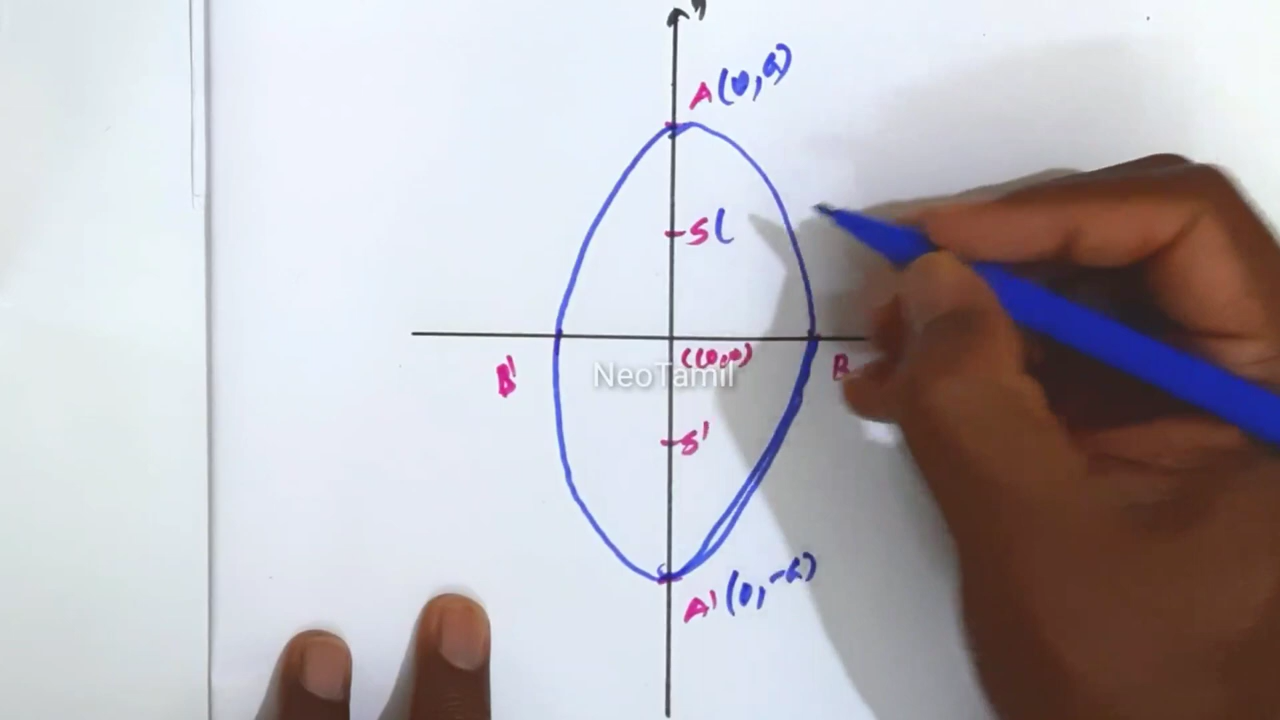 y
A(0,a)
S(
C(0,0)
B' NeoTamil B
S'
A'(0,-a)